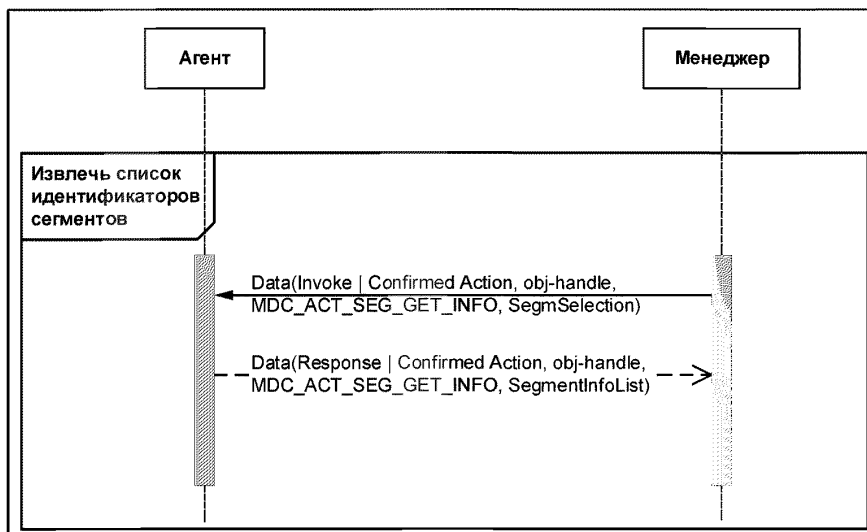 Агент
Менеджер
Извлечь список
идентификаторов
сегментов
Data(Invoke | Confirmed Action, obj-handle,
MDC_ACT_SEG_GET_INFO, SegmSelection)
Data(Response | Confirmed Action, obj-handle,
MDC_ACT_SEG_GET_INFO, SegmentInfoList)